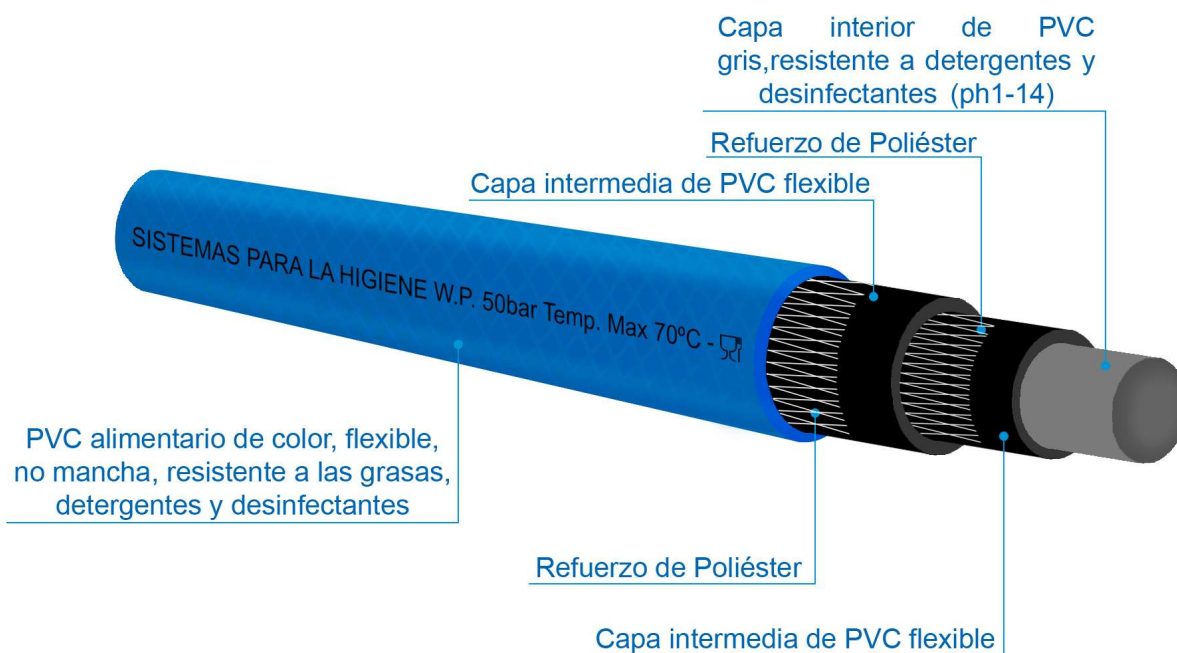 Capa interior de PVC
gris,resistente a detergentes y
desinfectantes (ph1-14)
Refuerzo de Poliéster
Capa intermedia de PVC flexible
SISTEMAS PARA LA HIGIENE W.P. 50bar Temp. Max 70ºC -
PVC alimentario de color, flexible,
no mancha, resistente a las grasas,
detergentes y desinfectantes
Refuerzo de Poliéster
Capa intermedia de PVC flexible